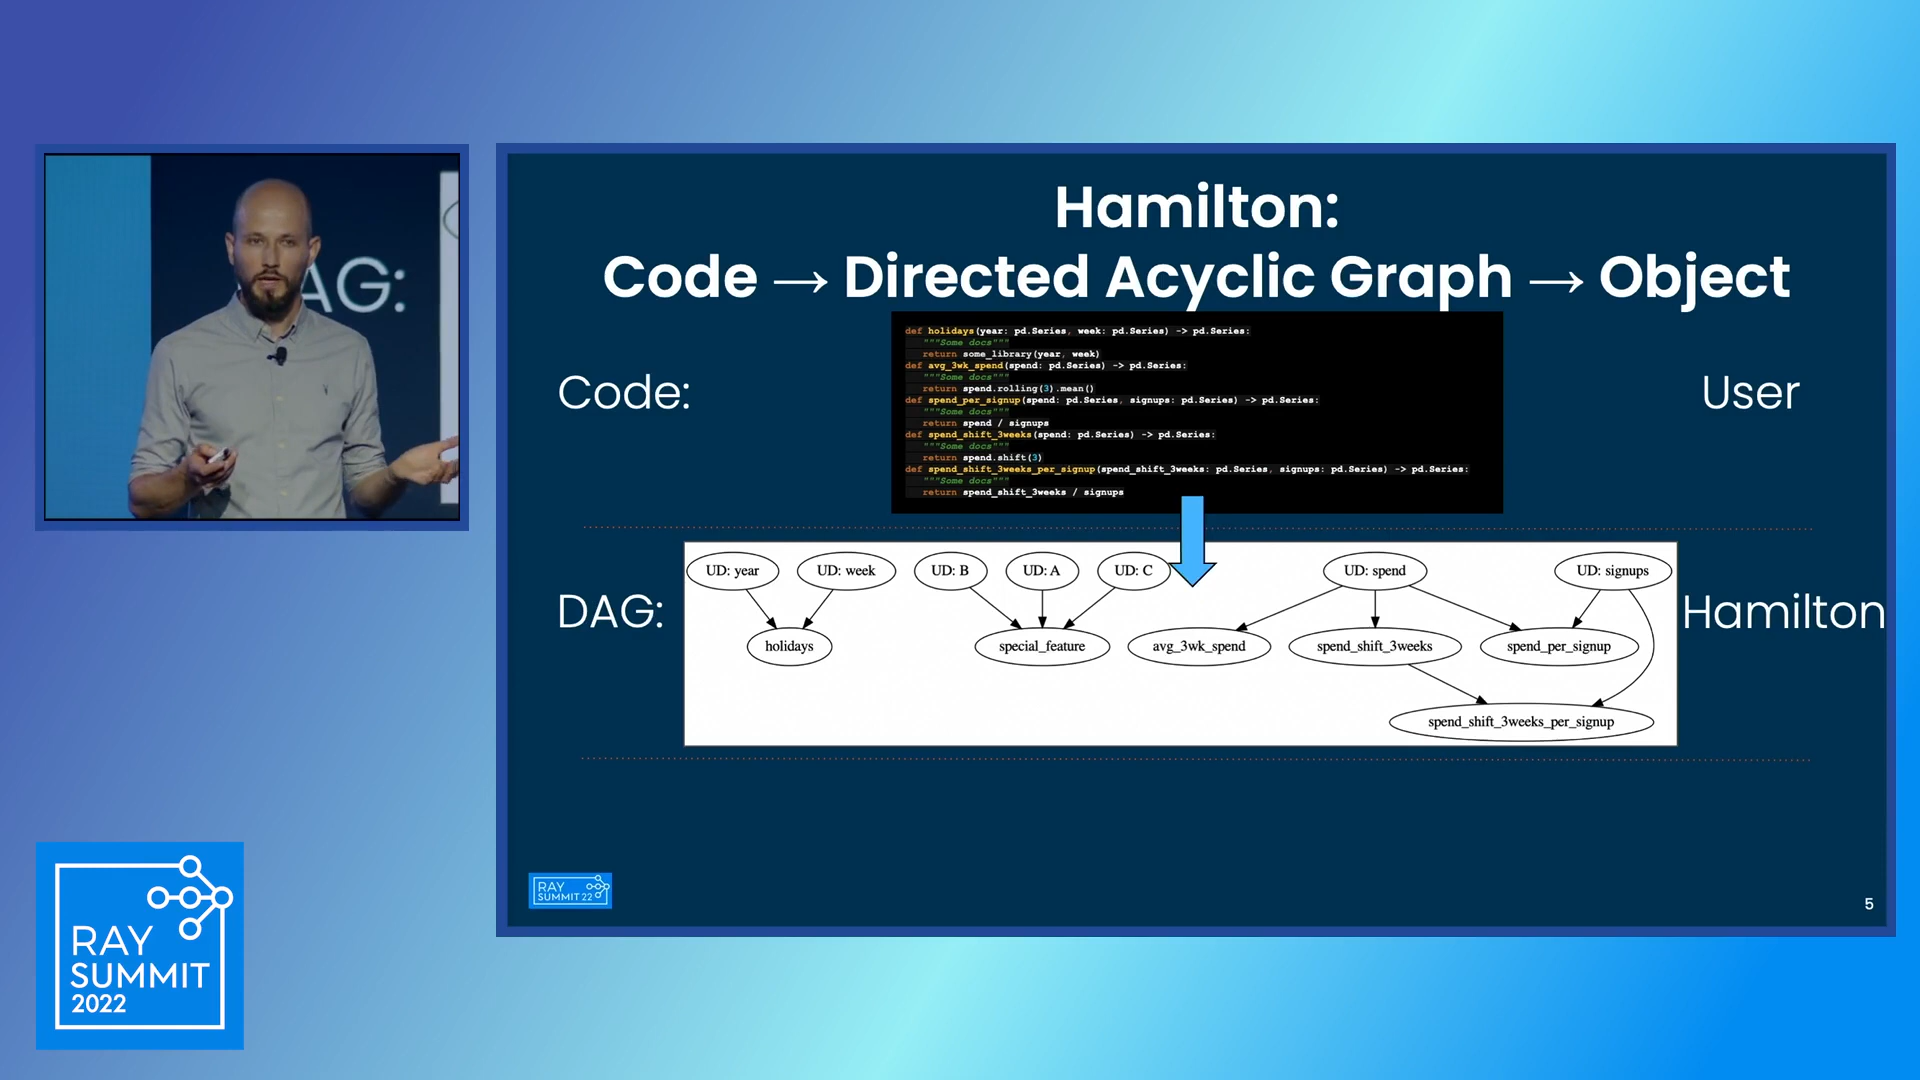 AG:
Hamilton:
Code → Directed Acyclic Graph → Object
Code:
def holidays(year: pd.Series, week: pd.Series) -> pd.Series:
"""Some docs"""
return some_library(year, week)
def avg_3wk_spend(spend: pd.Series) -> pd.Series:
"""Some docs"""
return spend.rolling(3).mean()
def spend_per_signup(spend: pd.Series, signups: pd.Series) -> pd.Series:
"""Some docs"""
return spend / signups
def spend_shift_3weeks(spend: pd.Series) -> pd.Series:
"""Some docs"""
return spend.shift(3)
def spend_shift_3weeks_per_signup(spend_shift_3weeks: pd.Series, signups: pd.Series) -> pd.Series:
"""Some docs"""
return spend_shift_3weeks / signups
User
DAG:
UD: year
UD: week
UD: B
UD: A
UD: C
UD: spend
UD: signups
holidays
special_feature
avg_3wk_spend
spend_shift_3weeks
spend_per_signup
spend_shift_3weeks_per_signup
Hamilton
RAY
SUMMIT 22
5
RAY
SUMMIT
2022